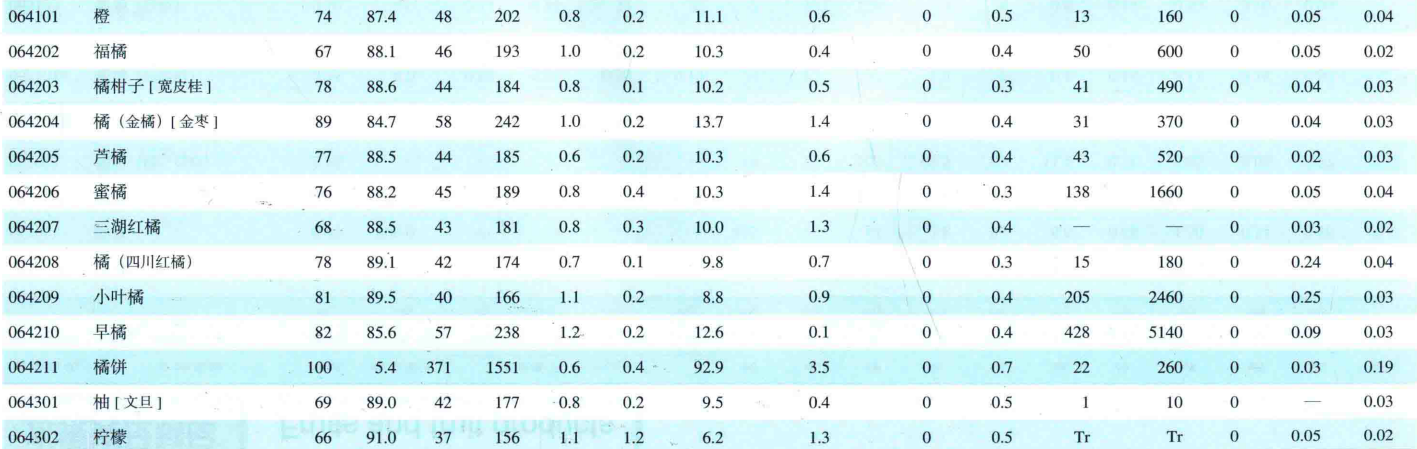 064101 橙 74 87.4 48 202 0.8 0.2 11.1 0.6 0 0.5 13 160 0 0.05 0.04
064202 福橘 67 88.1 46 193 1.0 0.2 10.3 0.4 0 0.4 50 600 0 0.05 0.02
064203 橘柑子[宽皮桂] 78 88.6 44 184 0.8 0.1 10.2 0.5 0 0.3 41 490 0 0.04 0.03
064204 橘（金橘）[金枣] 89 84.7 58 242 1.0 0.2 13.7 1.4 0 0.4 31 370 0 0.04 0.03
064205 芦橘 77 88.5 44 185 0.6 0.2 10.3 0.6 0 0.4 43 520 0 0.02 0.03
064206 蜜橘 76 88.2 45 189 0.8 0.4 10.3 1.4 0 0.3 138 1660 0 0.05 0.04
064207 三湖红橘 68 88.5 43 181 0.8 0.3 10.0 1.3 0 0.4 — — 0 0.03 0.02
064208 橘（四川红橘） 78 89.1 42 174 0.7 0.1 9.8 0.7 0 0.3 15 180 0 0.24 0.04
064209 小叶橘 81 89.5 40 166 1.1 0.2 8.8 0.9 0 0.4 205 2460 0 0.25 0.03
064210 早橘 82 85.6 57 238 1.2 0.2 12.6 0.1 0 0.4 428 5140 0 0.09 0.03
064211 橘饼 100 5.4 371 1551 0.6 0.4 92.9 3.5 0 0.7 22 260 0 0.03 0.19
064301 柚[文旦] 69 89.0 42 177 0.8 0.2 9.5 0.4 0 0.5 1 10 0 — 0.03
064302 柠檬 66 91.0 37 156 1.1 1.2 6.2 1.3 0 0.5 Tr Tr 0 0.05 0.02